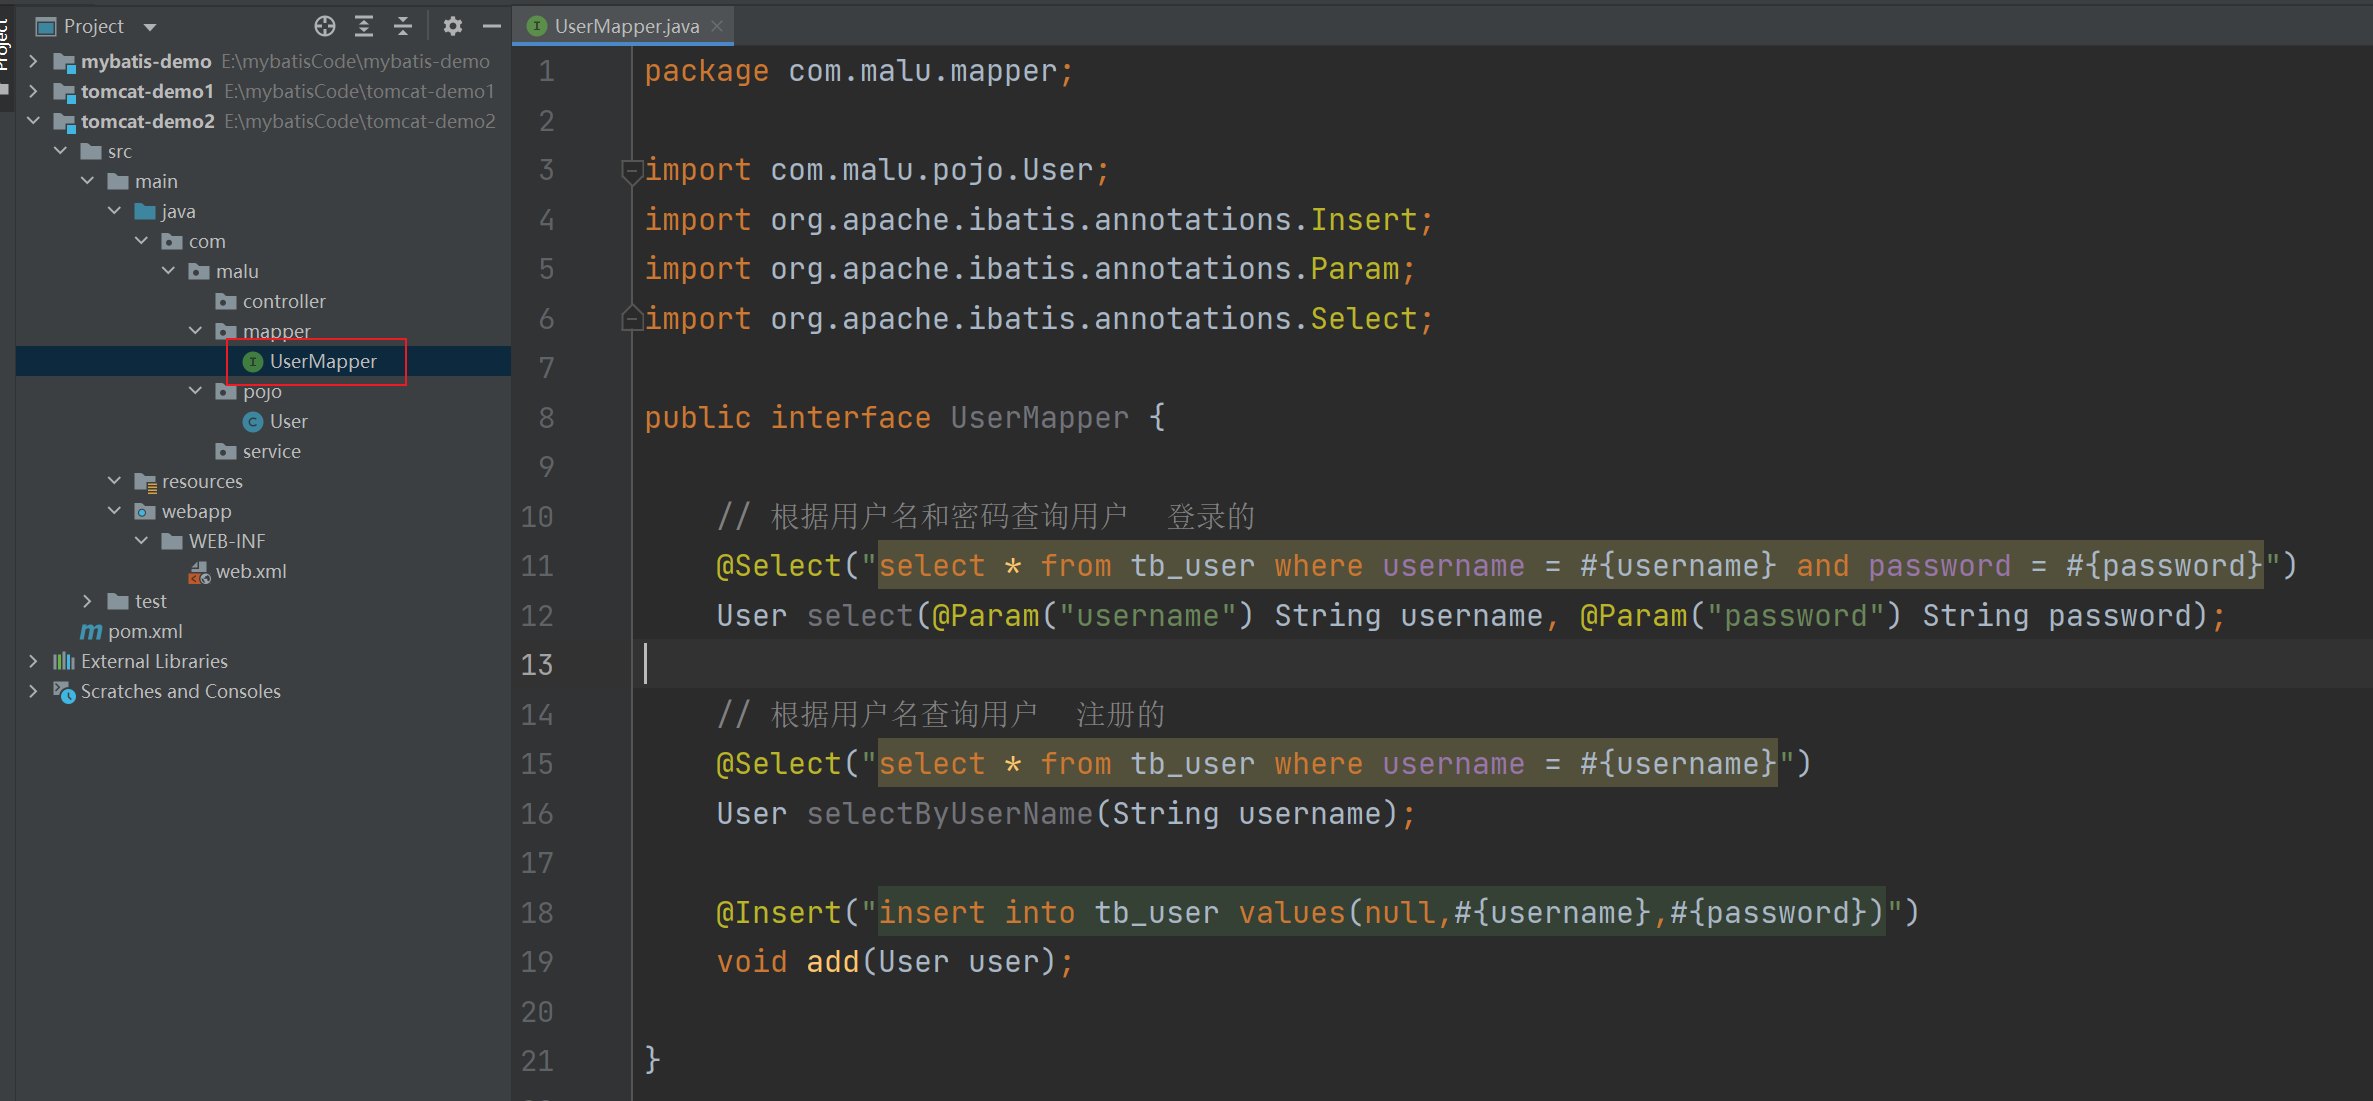 Project
Project
mybatis-demo E:\mybatisCode\mybatis-demo
tomcat-demo1 E:\mybatisCode\tomcat-demo1
tomcat-demo2 E:\mybatisCode\tomcat-demo2
src
main
java
com
malu
controller
mapper
UserMapper
pojo
User
service
resources
webapp
WEB-INF
web.xml
test
pom.xml
External Libraries
Scratches and Consoles
UserMapper.java
1 package com.malu.mapper;
2
3 import com.malu.pojo.User;
4 import org.apache.ibatis.annotations.Insert;
5 import org.apache.ibatis.annotations.Param;
6 import org.apache.ibatis.annotations.Select;
7
8 public interface UserMapper {
9
10 // 根据用户名和密码查询用户 登录的
11 @Select("select * from tb_user where username = #{username} and password = #{password}")
12 User select(@Param("username") String username, @Param("password") String password);
13
14 // 根据用户名查询用户 注册的
15 @Select("select * from tb_user where username = #{username}")
16 User selectByUserName(String username);
17
18 @Insert("insert into tb_user values(null,#{username},#{password})")
19 void add(User user);
20
21 }